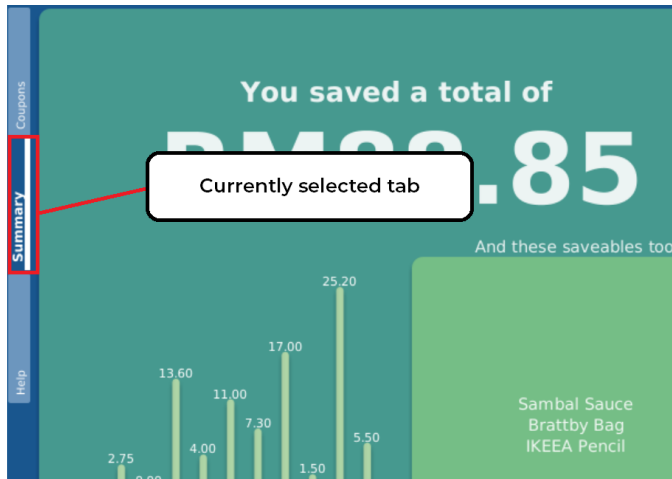 Coupons
Summary
Help
You saved a total of
.85
Currently selected tab
And these saveables too
25.20
17.00
13.60
11.00
7.30
4.00
5.50
2.75
1.50
Sambal Sauce
Brattby Bag
IKEEA Pencil